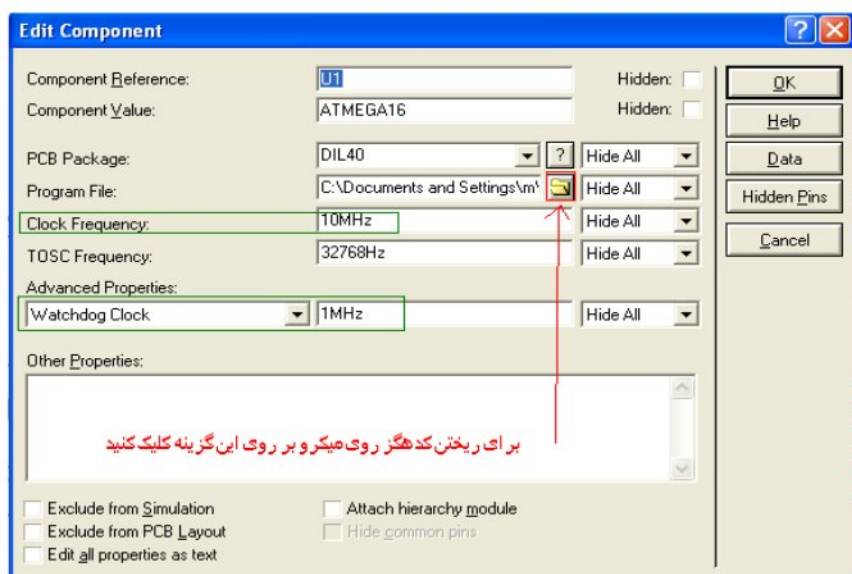 Edit Component
Component Reference: U1 Hidden: OK
Component Value: ATMEGA16 Hidden: Help
PCB Package: DIL40 ? Hide All Data
Program File: C:\Documents and Settings\m\ Hide All Hidden Pins
Clock Frequency: 10MHz Hide All
TOSC Frequency: 32768Hz Hide All Cancel
Advanced Properties:
Watchdog Clock 1MHz Hide All
Other Properties:
برای ریختن کد هگز روی میکرو بر روی این گزینه کلیک کنید
Exclude from Simulation Attach hierarchy module
Exclude from PCB Layout Hide common pins
Edit all properties as text